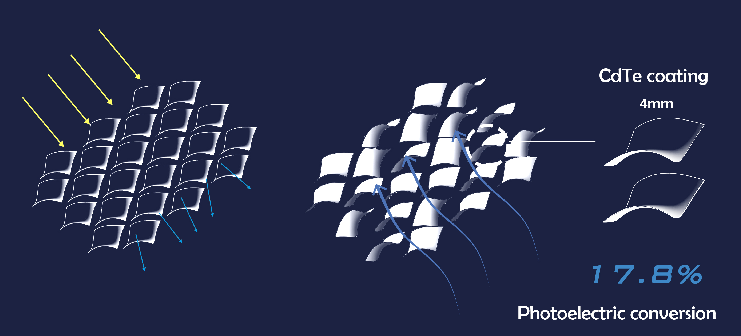 CdTe coating
4mm
17.8%
Photoelectric conversion